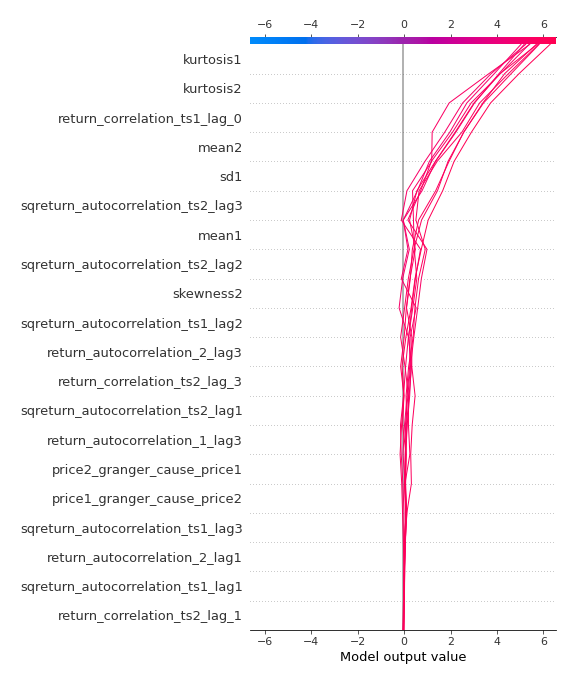 −6 −4 −2 0 2 4 6
kurtosis1
kurtosis2
return_correlation_ts1_lag_0
mean2
sd1
sqreturn_autocorrelation_ts2_lag3
mean1
sqreturn_autocorrelation_ts2_lag2
skewness2
sqreturn_autocorrelation_ts1_lag2
return_autocorrelation_2_lag3
return_correlation_ts2_lag_3
sqreturn_autocorrelation_ts2_lag1
return_autocorrelation_1_lag3
price2_granger_cause_price1
price1_granger_cause_price2
sqreturn_autocorrelation_ts1_lag3
return_autocorrelation_2_lag1
sqreturn_autocorrelation_ts1_lag1
return_correlation_ts2_lag_1
−6 −4 −2 0 2 4 6
Model output value